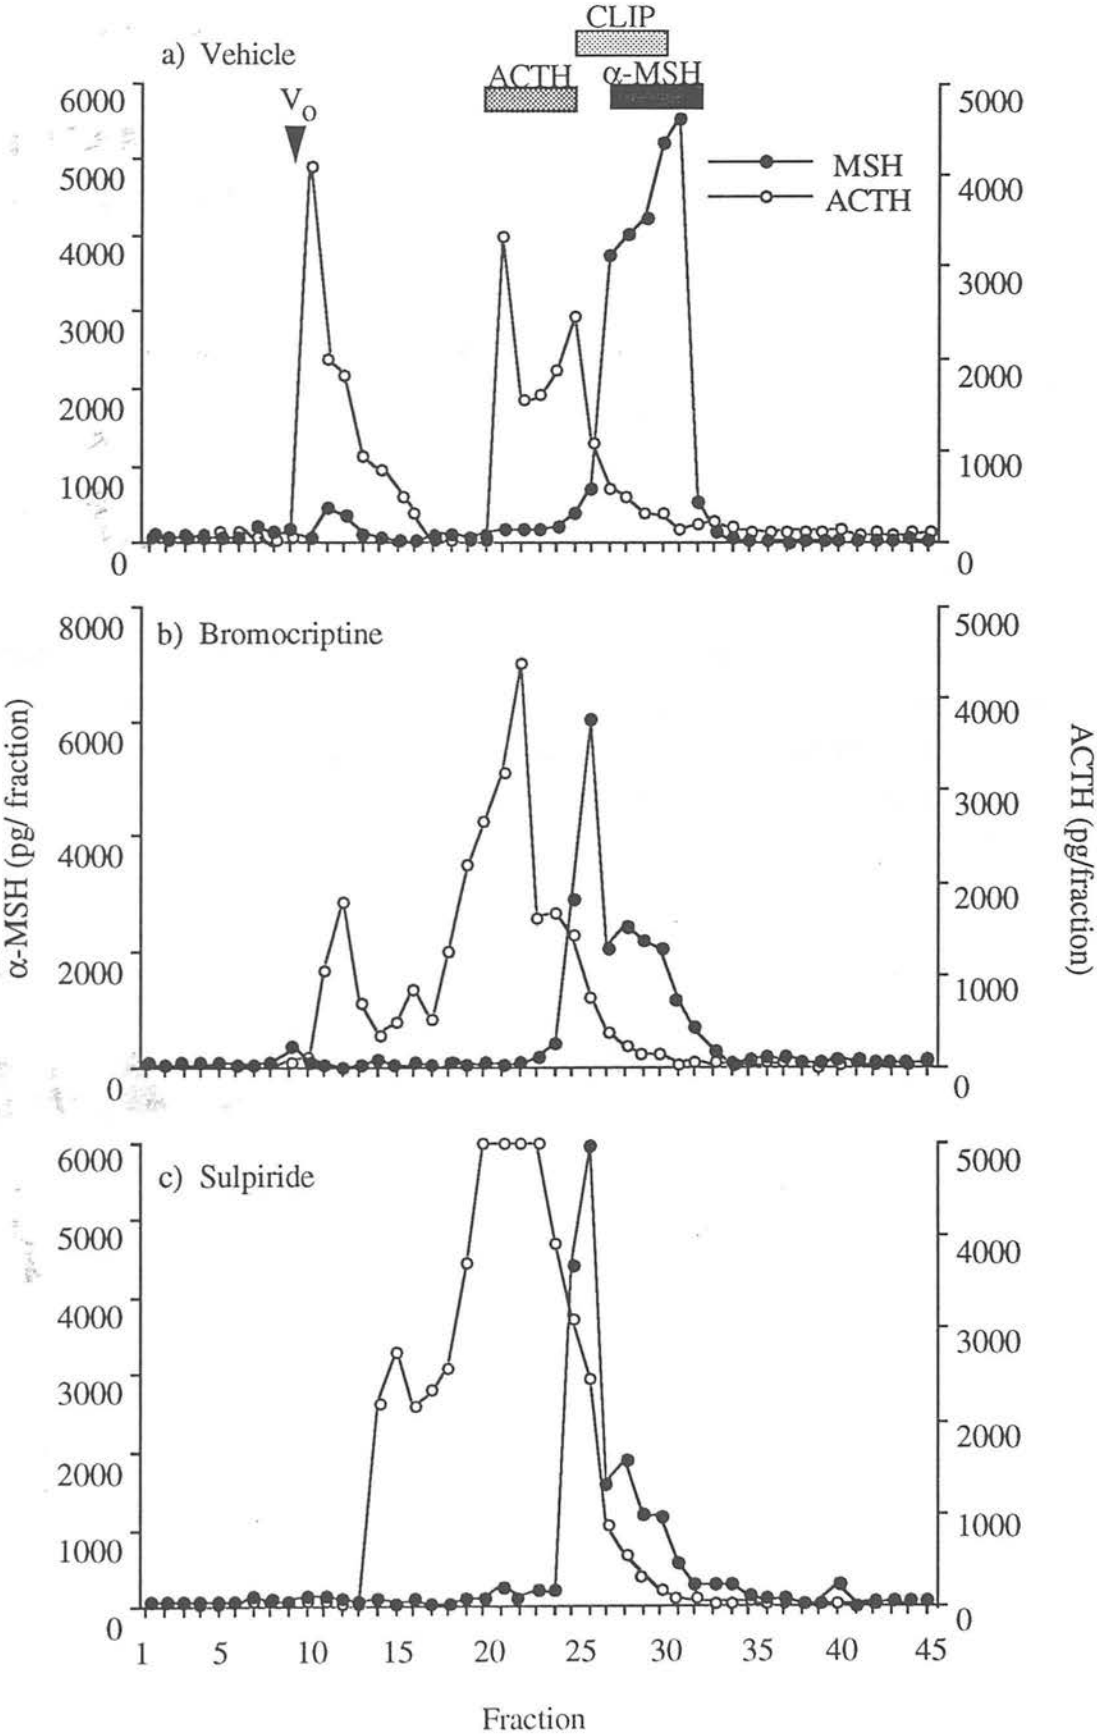 CLIP
a) Vehicle
ACTH α-MSH
6000 5000
V0
5000 MSH
4000
ACTH
4000
3000
3000
2000
2000
1000 1000
0 0
8000 b) Bromocriptine 5000
4000
6000
3000
4000
2000
2000 1000
0 0
α-MSH (pg/ fraction)
ACTH (pg/fraction)
6000 c) Sulpiride 5000
5000 4000
4000
3000
3000
2000
2000
1000 1000
0 0
1 5 10 15 20 25 30 35 40 45
Fraction